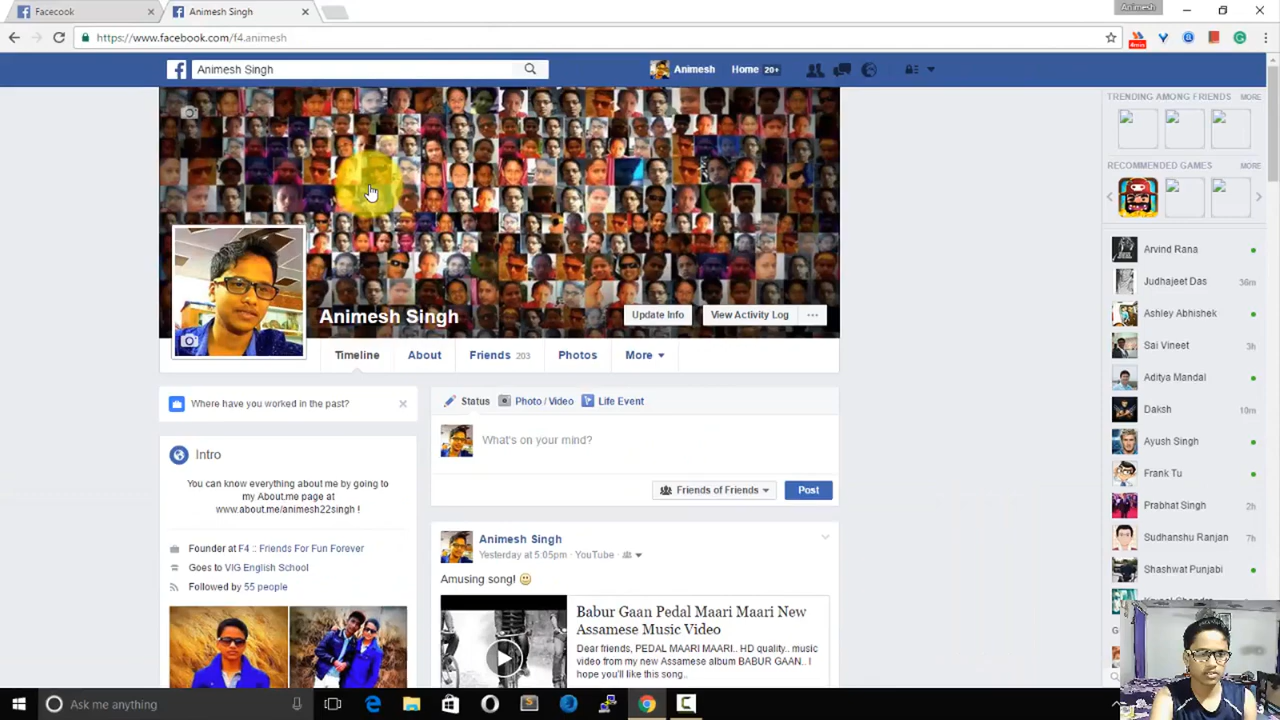 Facecook
Animesh Singh
Animesh
https://www.facebook.com/f4.animesh
Animesh Singh
Animesh
Home 20+
TRENDING AMONG FRIENDS MORE
RECOMMENDED GAMES MORE
Animesh Singh
Update Info
View Activity Log
Timeline
About
Friends 203
Photos
More
Where have you worked in the past?
Status
Photo / Video
Life Event
What's on your mind?
Friends of Friends
Post
Intro
You can know everything about me by going to
my About.me page at
www.about.me/animesh22singh !
Founder at F4 :: Friends For Fun Forever
Goes to VIG English School
Followed by 55 people
Animesh Singh
Yesterday at 5:05pm · YouTube ·
Amusing song!
Babur Gaan Pedal Maari Maari New
Assamese Music Video
Dear friends, PEDAL MAARI MAARI.. HD quality.. music
video from my new Assamese album BABUR GAAN.. I
hope you'll like this song..
Arvind Rana
Judhajeet Das 36m
Ashley Abhishek
Sai Vineet 3h
Aditya Mandal
Daksh 10m
Ayush Singh
Frank Tu
Prabhat Singh 2h
Sudhanshu Ranjan 7h
Shashwat Punjabi
Ask me anything